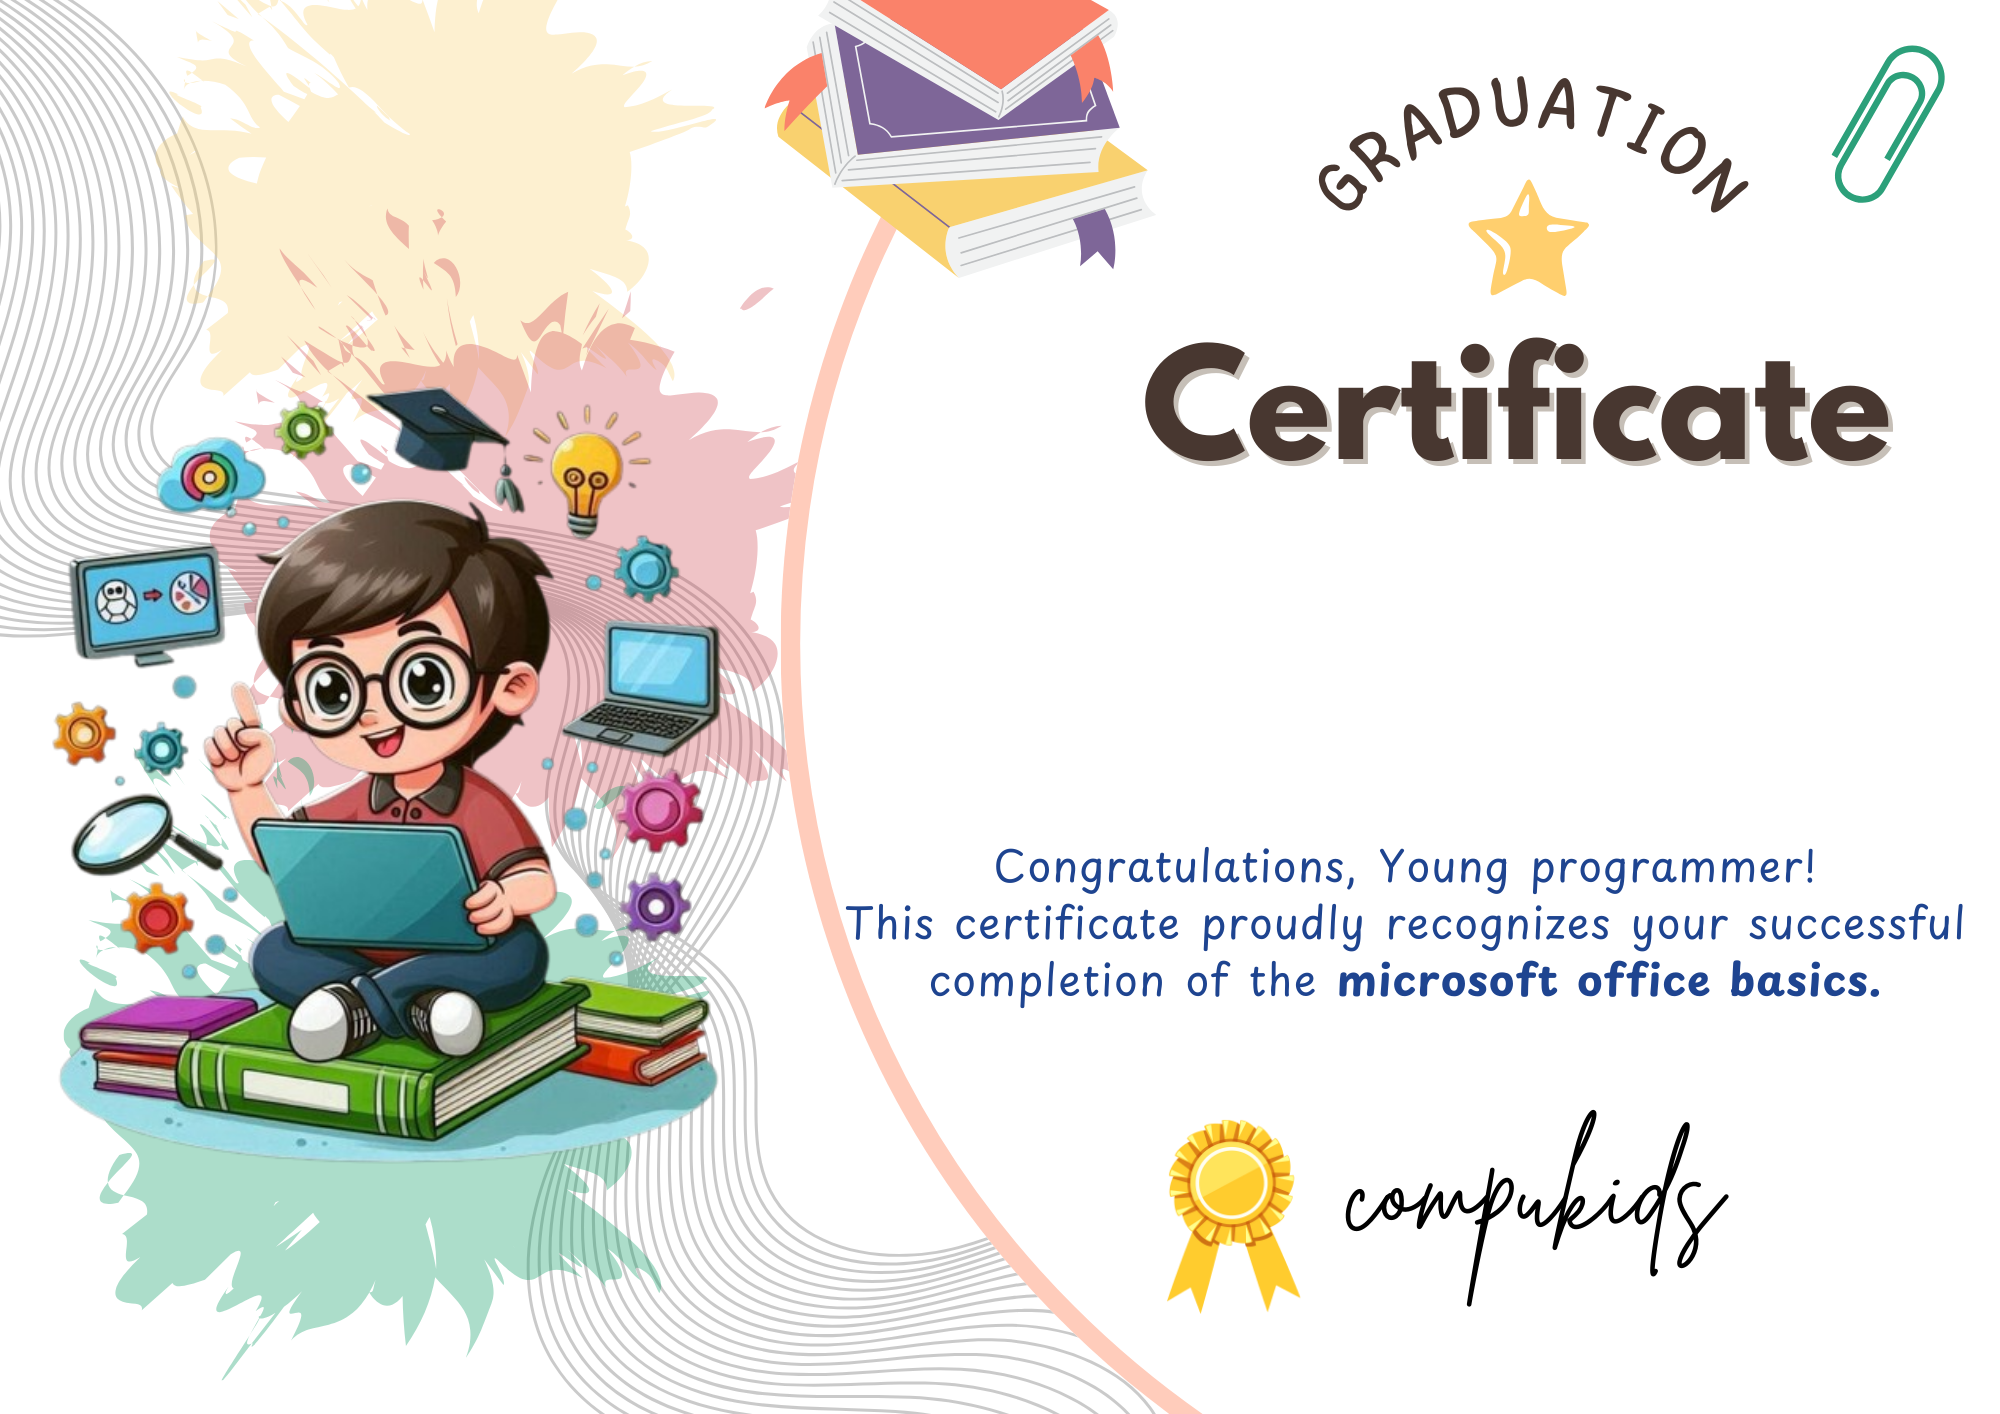 GRADUATION
Certificate
Congratulations, Young programmer!
This certificate proudly recognizes your successful
completion of the microsoft office basics.
compukids